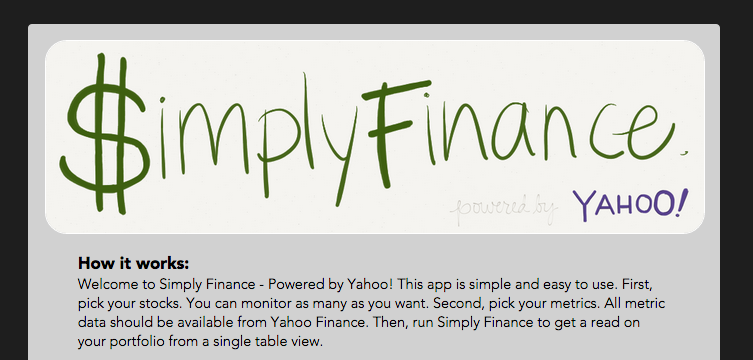 $implyFinance.
powered by YAHOO!
How it works:
Welcome to Simply Finance - Powered by Yahoo! This app is simple and easy to use. First,
pick your stocks. You can monitor as many as you want. Second, pick your metrics. All metric
data should be available from Yahoo Finance. Then, run Simply Finance to get a read on
your portfolio from a single table view.